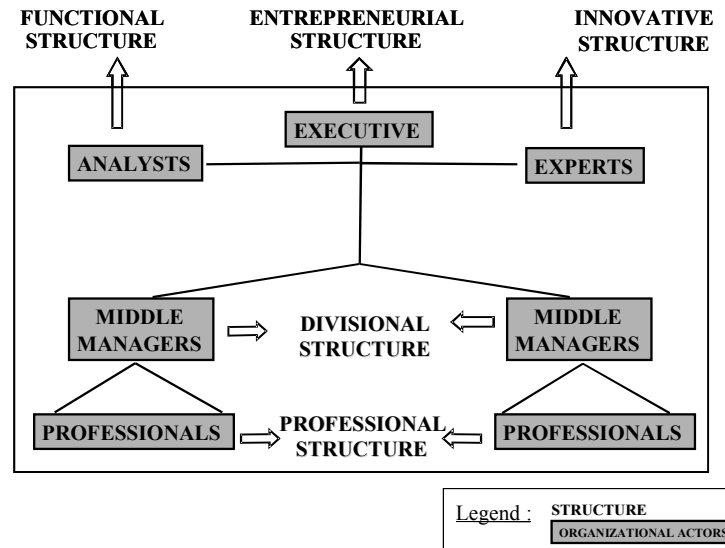 FUNCTIONAL
STRUCTURE
ENTREPRENEURIAL
STRUCTURE
INNOVATIVE
STRUCTURE
EXECUTIVE
ANALYSTS
EXPERTS
MIDDLE
MANAGERS
DIVISIONAL
STRUCTURE
MIDDLE
MANAGERS
PROFESSIONALS
PROFESSIONAL
STRUCTURE
PROFESSIONALS
Legend : STRUCTURE
ORGANIZATIONAL ACTORS